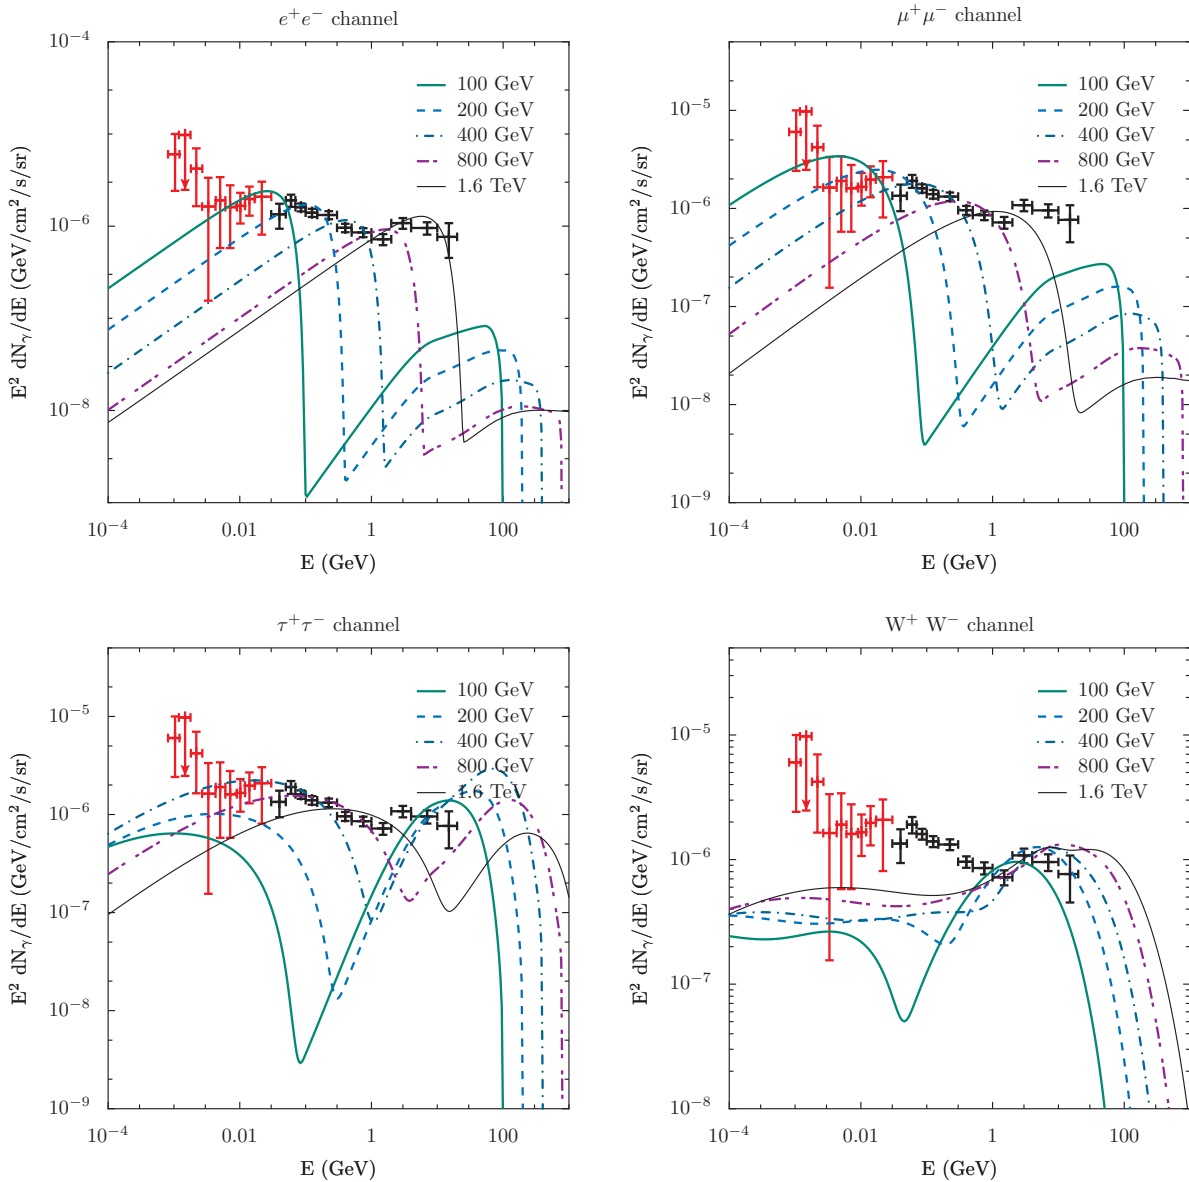 e⁺e⁻ channel
10⁻⁴
10⁻⁶
10⁻⁸
E² dN_γ/dE (GeV/cm²/s/sr)
100 GeV
200 GeV
400 GeV
800 GeV
1.6 TeV
10⁻⁴ 0.01 1 100
E (GeV)
μ⁺μ⁻ channel
10⁻⁵
10⁻⁶
10⁻⁷
10⁻⁸
10⁻⁹
E² dN_γ/dE (GeV/cm²/s/sr)
100 GeV
200 GeV
400 GeV
800 GeV
1.6 TeV
10⁻⁴ 0.01 1 100
E (GeV)
τ⁺τ⁻ channel
10⁻⁵
10⁻⁶
10⁻⁷
10⁻⁸
10⁻⁹
E² dN_γ/dE (GeV/cm²/s/sr)
100 GeV
200 GeV
400 GeV
800 GeV
1.6 TeV
10⁻⁴ 0.01 1 100
E (GeV)
W⁺ W⁻ channel
10⁻⁵
10⁻⁶
10⁻⁷
10⁻⁸
E² dN_γ/dE (GeV/cm²/s/sr)
100 GeV
200 GeV
400 GeV
800 GeV
1.6 TeV
10⁻⁴ 0.01 1 100
E (GeV)